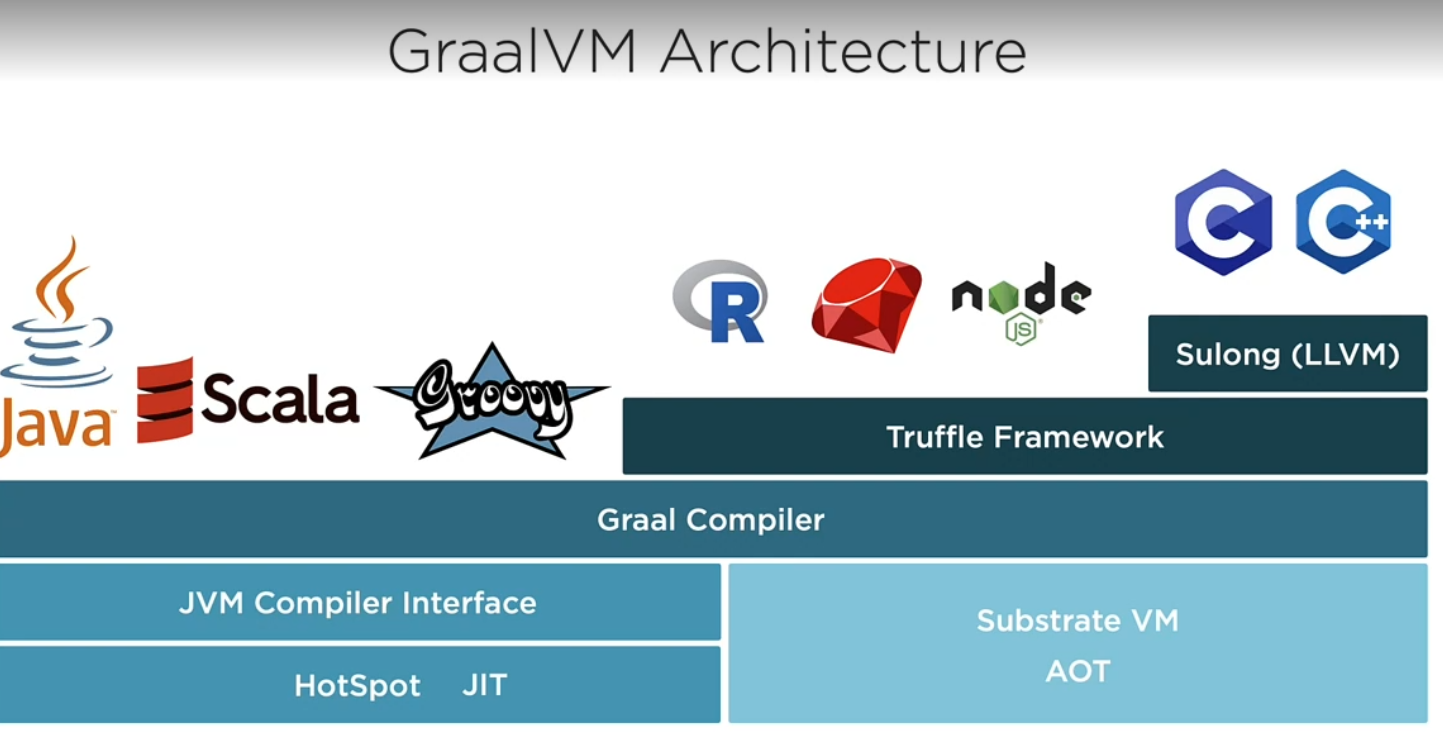 GraalVM Architecture
C
C++
R
node
JS
Java
Scala
Groovy
Sulong (LLVM)
Truffle Framework
Graal Compiler
JVM Compiler Interface
Substrate VM
AOT
HotSpot JIT